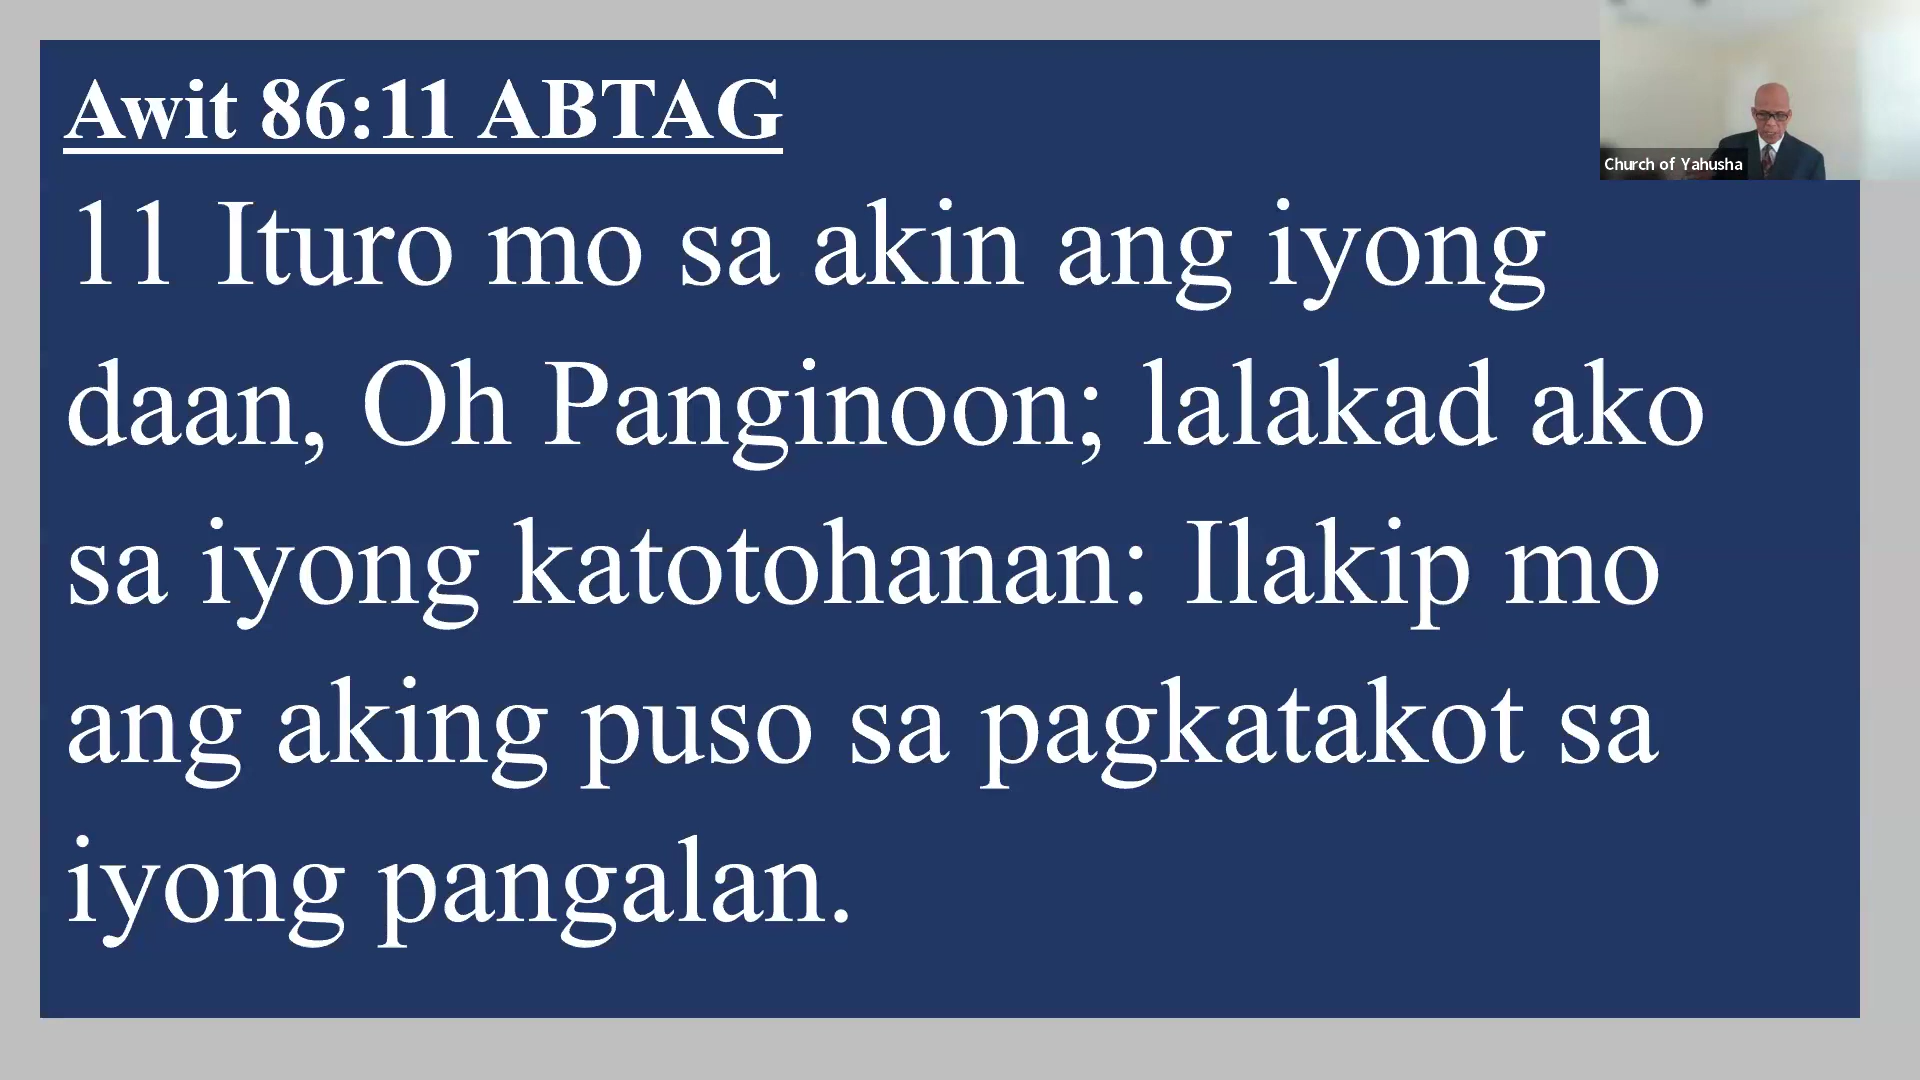 Awit 86:11 ABTAG
11 Ituro mo sa akin ang iyong
daan, Oh Panginoon; lalakad ako
sa iyong katotohanan: Ilakip mo
ang aking puso sa pagkatakot sa
iyong pangalan.
Church of Yahusha